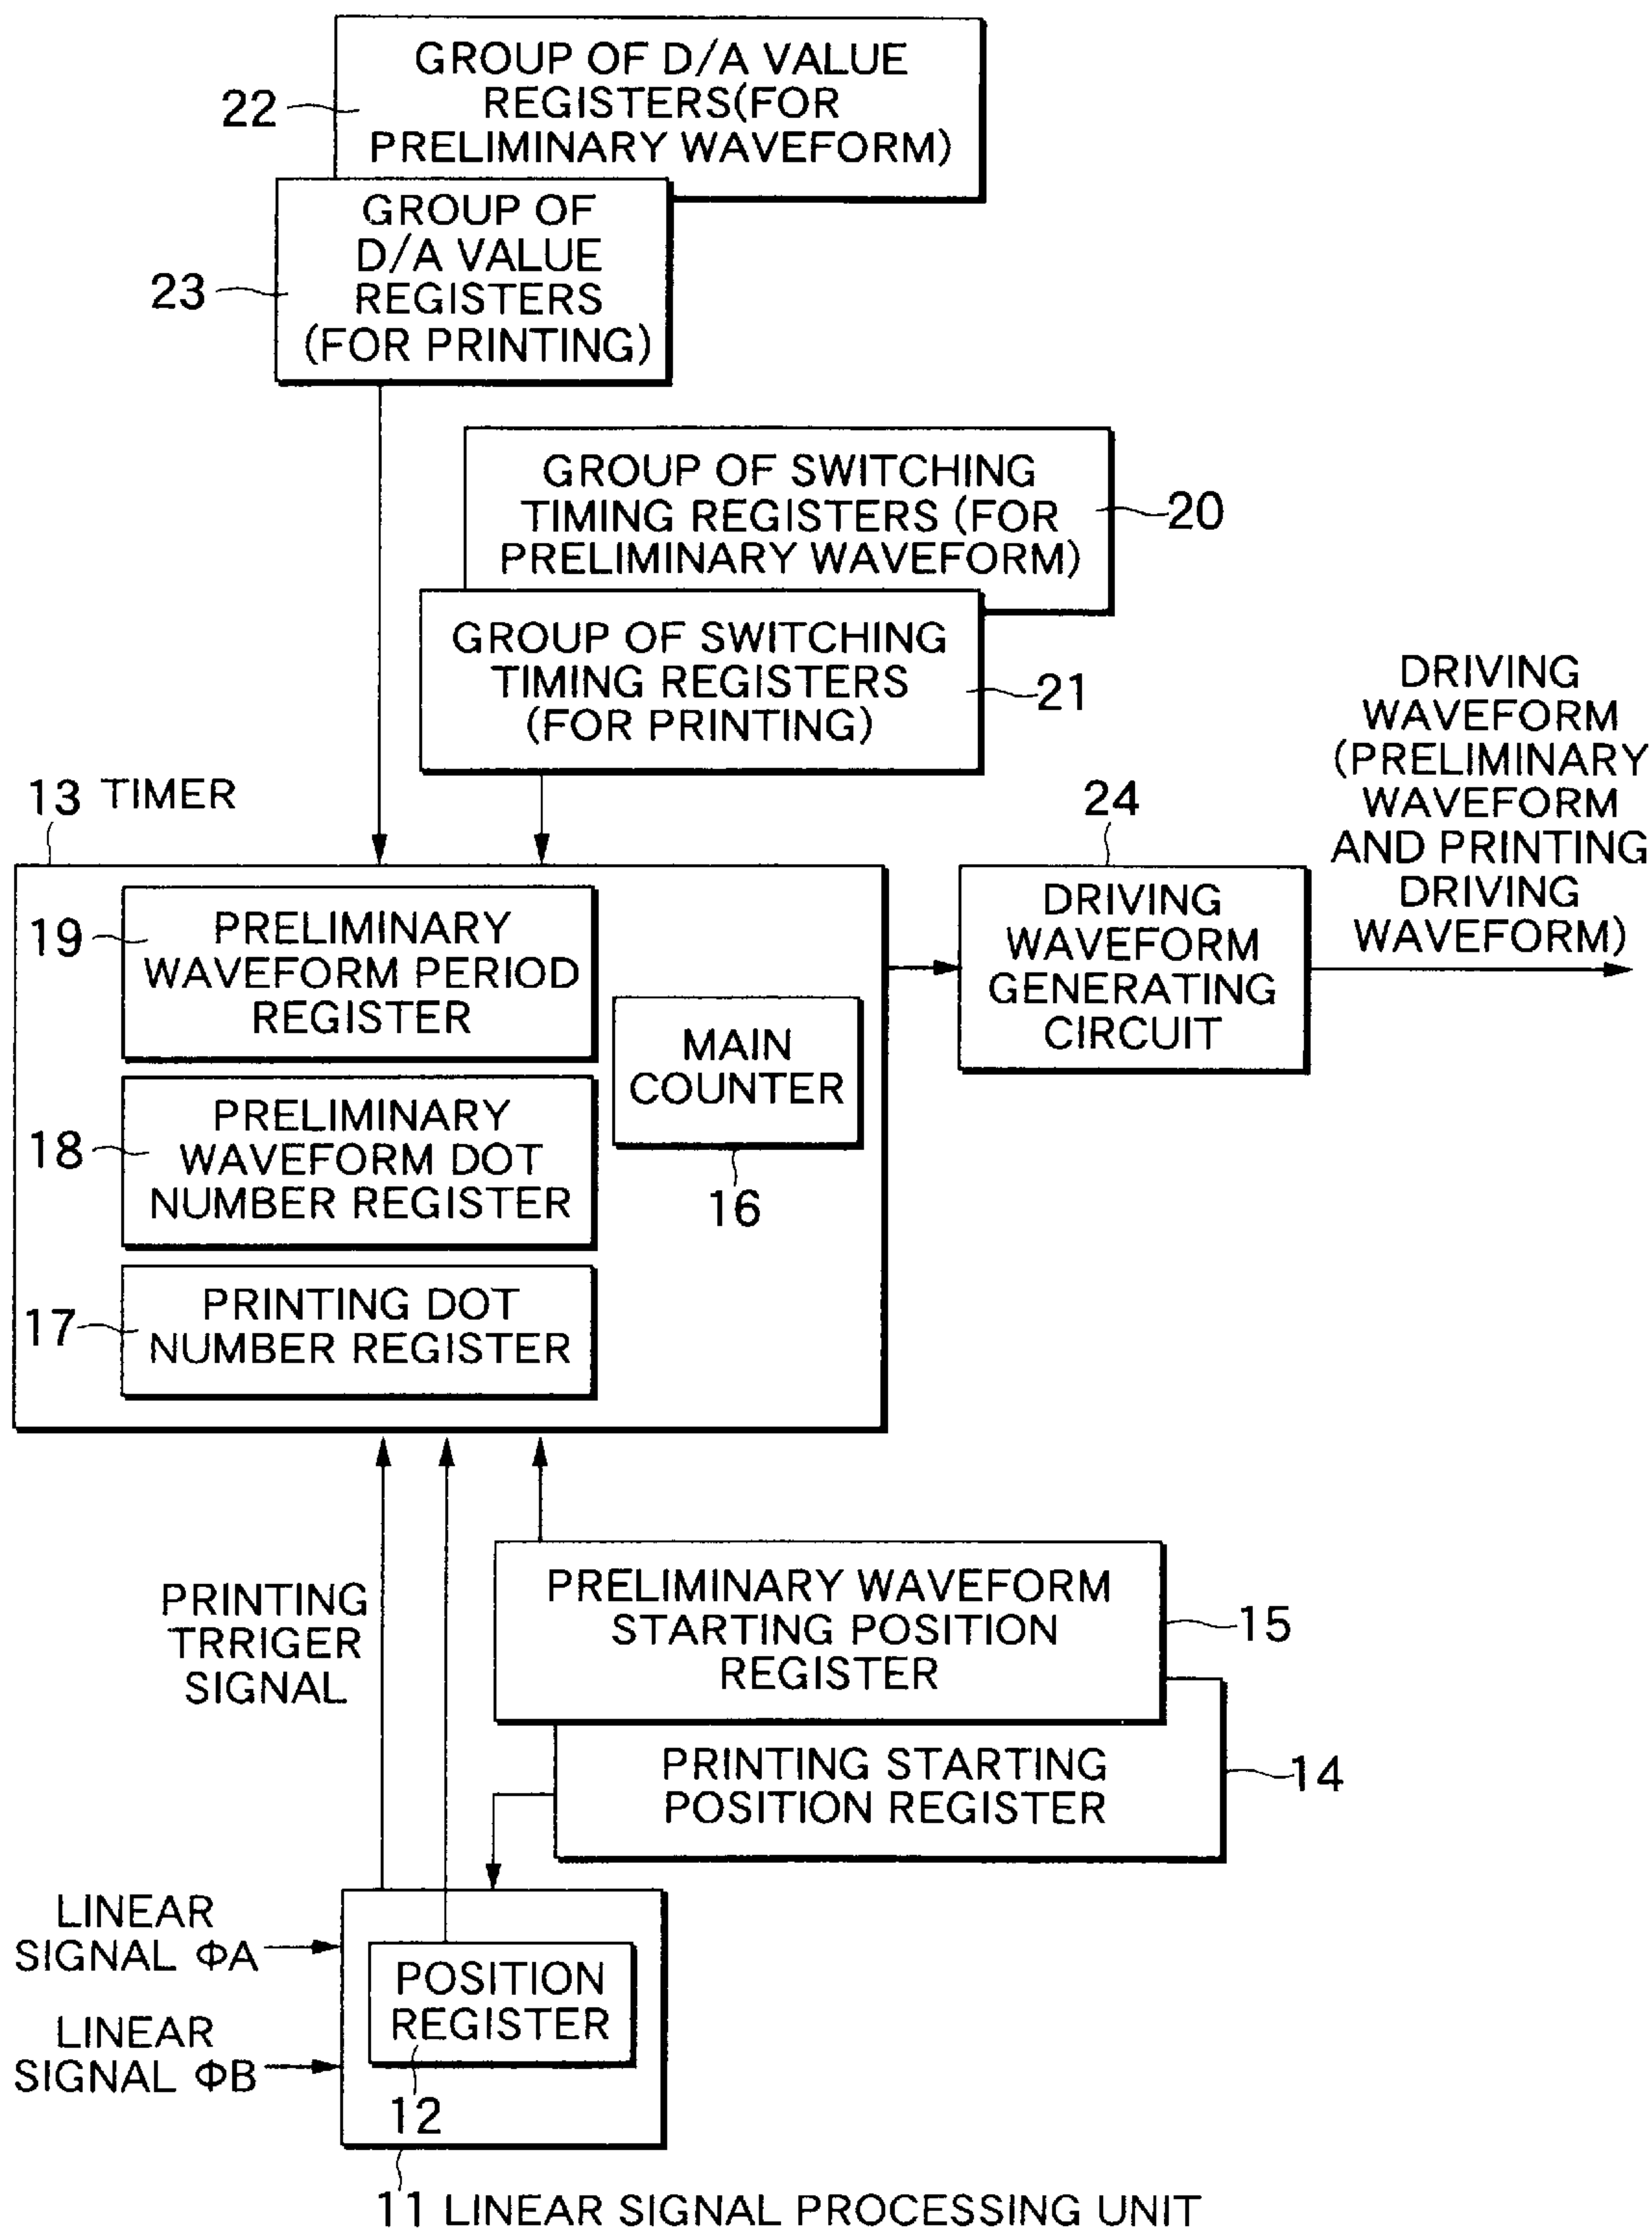 GROUP OF D/A VALUE
REGISTERS(FOR
PRELIMINARY WAVEFORM)
22
GROUP OF
D/A VALUE
REGISTERS
(FOR PRINTING)
23
GROUP OF SWITCHING
TIMING REGISTERS (FOR
PRELIMINARY WAVEFORM)
20
GROUP OF SWITCHING
TIMING REGISTERS
(FOR PRINTING)
21
DRIVING
WAVEFORM
(PRELIMINARY
WAVEFORM
AND PRINTING
DRIVING
WAVEFORM)
13 TIMER
24
DRIVING
WAVEFORM
GENERATING
CIRCUIT
19
PRELIMINARY
WAVEFORM PERIOD
REGISTER
MAIN
COUNTER
16
18
PRELIMINARY
WAVEFORM DOT
NUMBER REGISTER
17
PRINTING DOT
NUMBER REGISTER
PRINTING
TRRIGER
SIGNAL
PRELIMINARY WAVEFORM
STARTING POSITION
REGISTER
15
PRINTING STARTING
POSITION REGISTER
14
LINEAR
SIGNAL ΦA
LINEAR
SIGNAL ΦB
POSITION
REGISTER
12
11 LINEAR SIGNAL PROCESSING UNIT